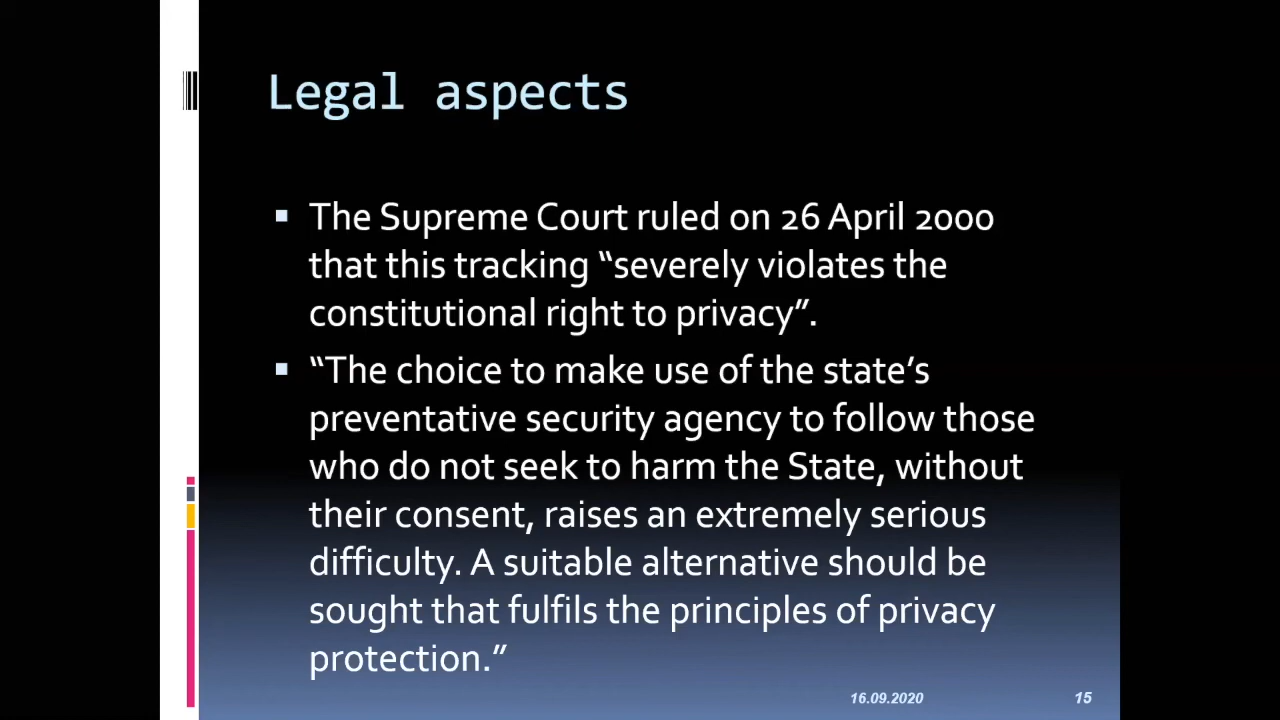 Legal aspects
▪ The Supreme Court ruled on 26 April 2000
that this tracking “severely violates the
constitutional right to privacy”.
▪ “The choice to make use of the state’s
preventative security agency to follow those
who do not seek to harm the State, without
their consent, raises an extremely serious
difficulty. A suitable alternative should be
sought that fulfils the principles of privacy
protection.”
16.09.2020 15